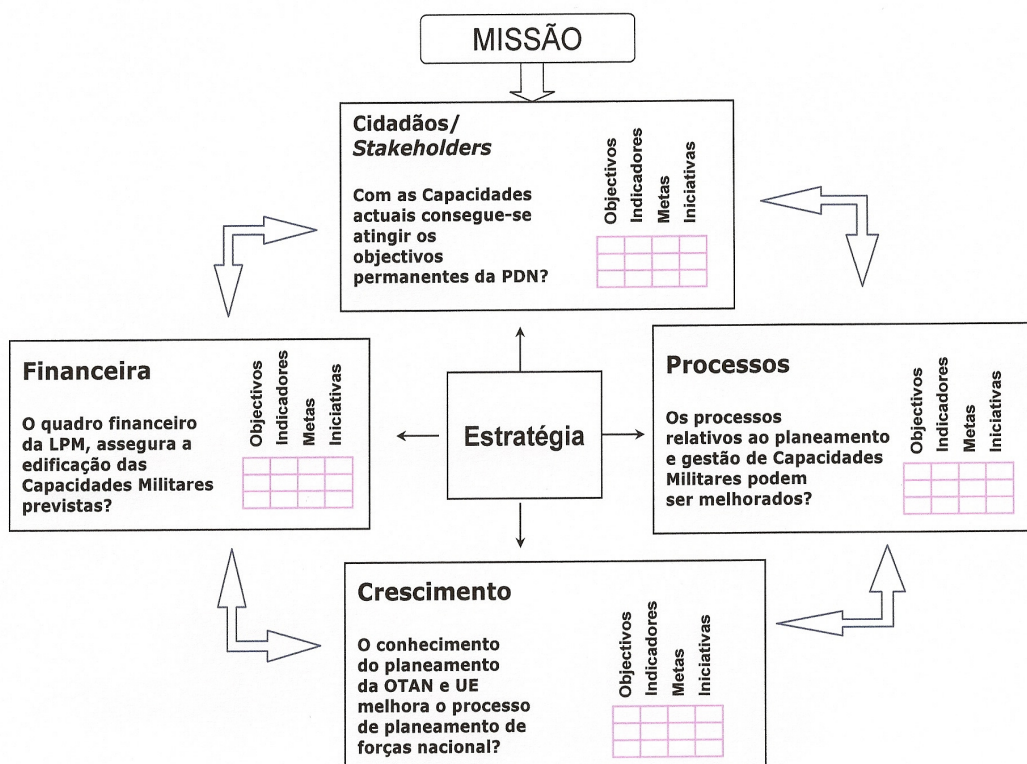 MISSÃO
Cidadãos/
Stakeholders
Com as Capacidades
actuais consegue-se
atingir os
objectivos
permanentes da PDN?
Objectivos
Indicadores
Metas
Iniciativas
Financeira
O quadro financeiro
da LPM, assegura a
edificação das
Capacidades Militares
previstas?
Objectivos
Indicadores
Metas
Iniciativas
Estratégia
Processos
Os processos
relativos ao planeamento
e gestão de Capacidades
Militares podem
ser melhorados?
Objectivos
Indicadores
Metas
Iniciativas
Crescimento
O conhecimento
do planeamento
da OTAN e UE
melhora o processo
de planeamento de
forças nacional?
Objectivos
Indicadores
Metas
Iniciativas